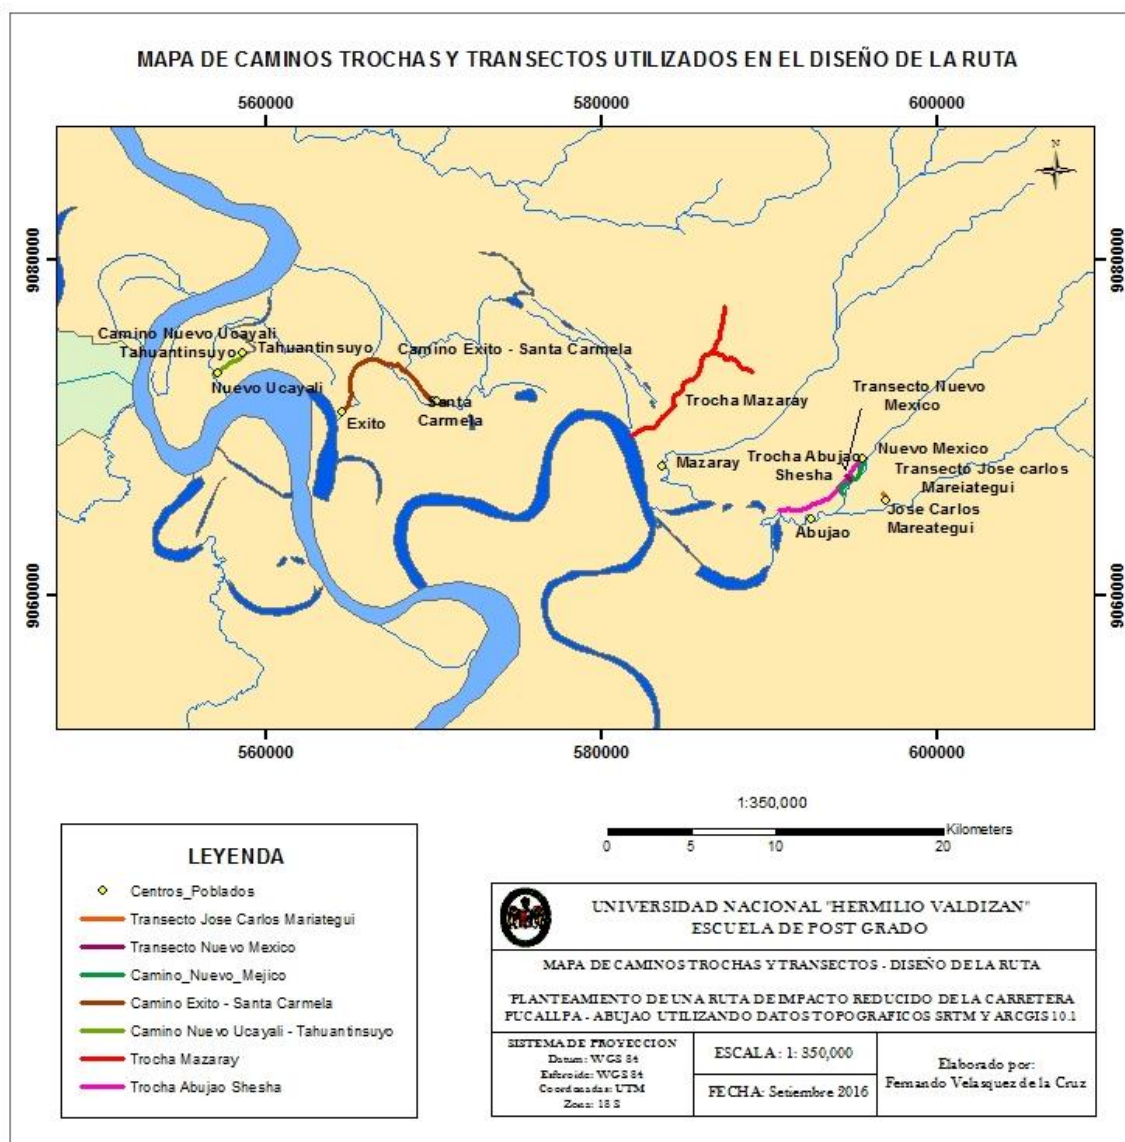 MAPA DE CAMINOS TROCHAS Y TRANSECTOS UTILIZADOS EN EL DISEÑO DE LA RUTA
560000 580000 600000
N
9080000 9080000
Camino Nuevo Ucayali
Tahuantinsuyo Tahuantinsuyo
Camino Exito - Santa Carmela
Nuevo Ucayali
Santa
Carmela
Exito
Trocha Mazaray
Transecto Nuevo
Mexico
Mazaray
Trocha Abujao
Shesha
Nuevo Mexico
Transecto Jose carlos
Mareiategui
Jose Carlos
Mareategui
Abujao
9060000 9060000
560000 580000 600000
1:350,000
Kilometers
0 5 10 20
LEYENDA
Centros_Poblados
Transecto Jose Carlos Mariategui
Transecto Nuevo Mexico
Camino_Nuevo_Mejico
Camino Exito - Santa Carmela
Camino Nuevo Ucayali - Tahuantinsuyo
Trocha Mazaray
Trocha Abujao Shesha
UNIVERSIDAD NACIONAL "HERMILIO VALDIZAN"
ESCUELA DE POST GRADO
MAPA DE CAMINOS TROCHAS Y TRANSECTOS - DISEÑO DE LA RUTA
"PLANTEAMIENTO DE UNA RUTA DE IMPACTO REDUCIDO DE LA CARRETERA
PUCALLPA - ABUJAO UTILIZANDO DATOS TOPOGRAFICOS SRTM Y ARCGIS 10.1
SISTEMA DE PROYECCION
Datum: WGS 84
Esferoide: WGS 84
Coordenadas: UTM
Zona: 18 S
ESCALA : 1: 350,000
FECHA: Setiembre 2016
Elaborado por:
Fernando Velasquez de la Cruz